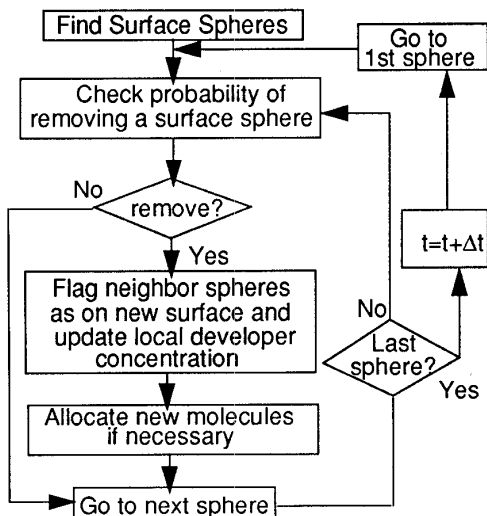 Find Surface Spheres
Go to
1st sphere
Check probability of
removing a surface sphere
No
remove?
Yes
t=t+Δt
Flag neighbor spheres
as on new surface and
update local developer
concentration
No
Last
sphere?
Yes
Allocate new molecules
if necessary
Go to next sphere